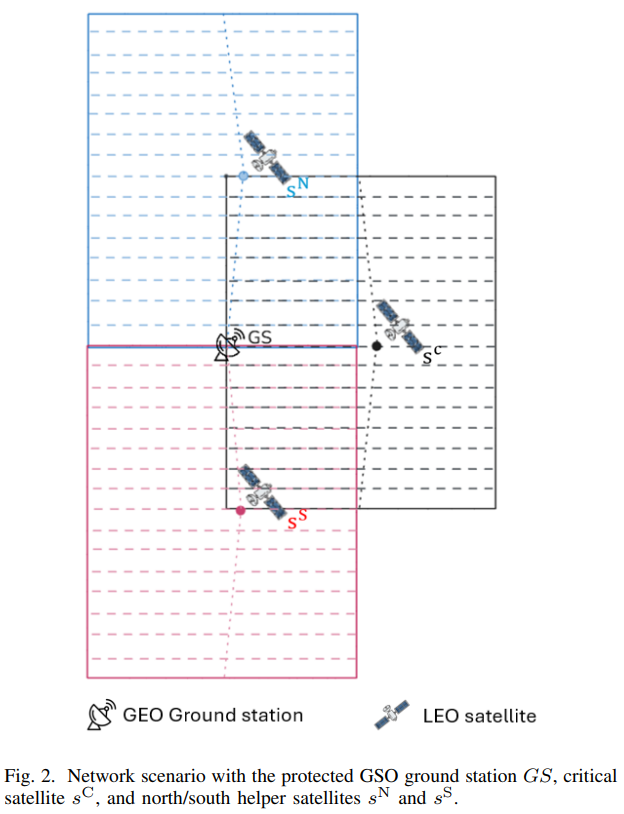 s^N
GS
s^C
s^S
GEO Ground station
LEO satellite
Fig. 2. Network scenario with the protected GSO ground station GS, critical
satellite s^C, and north/south helper satellites s^N and s^S.